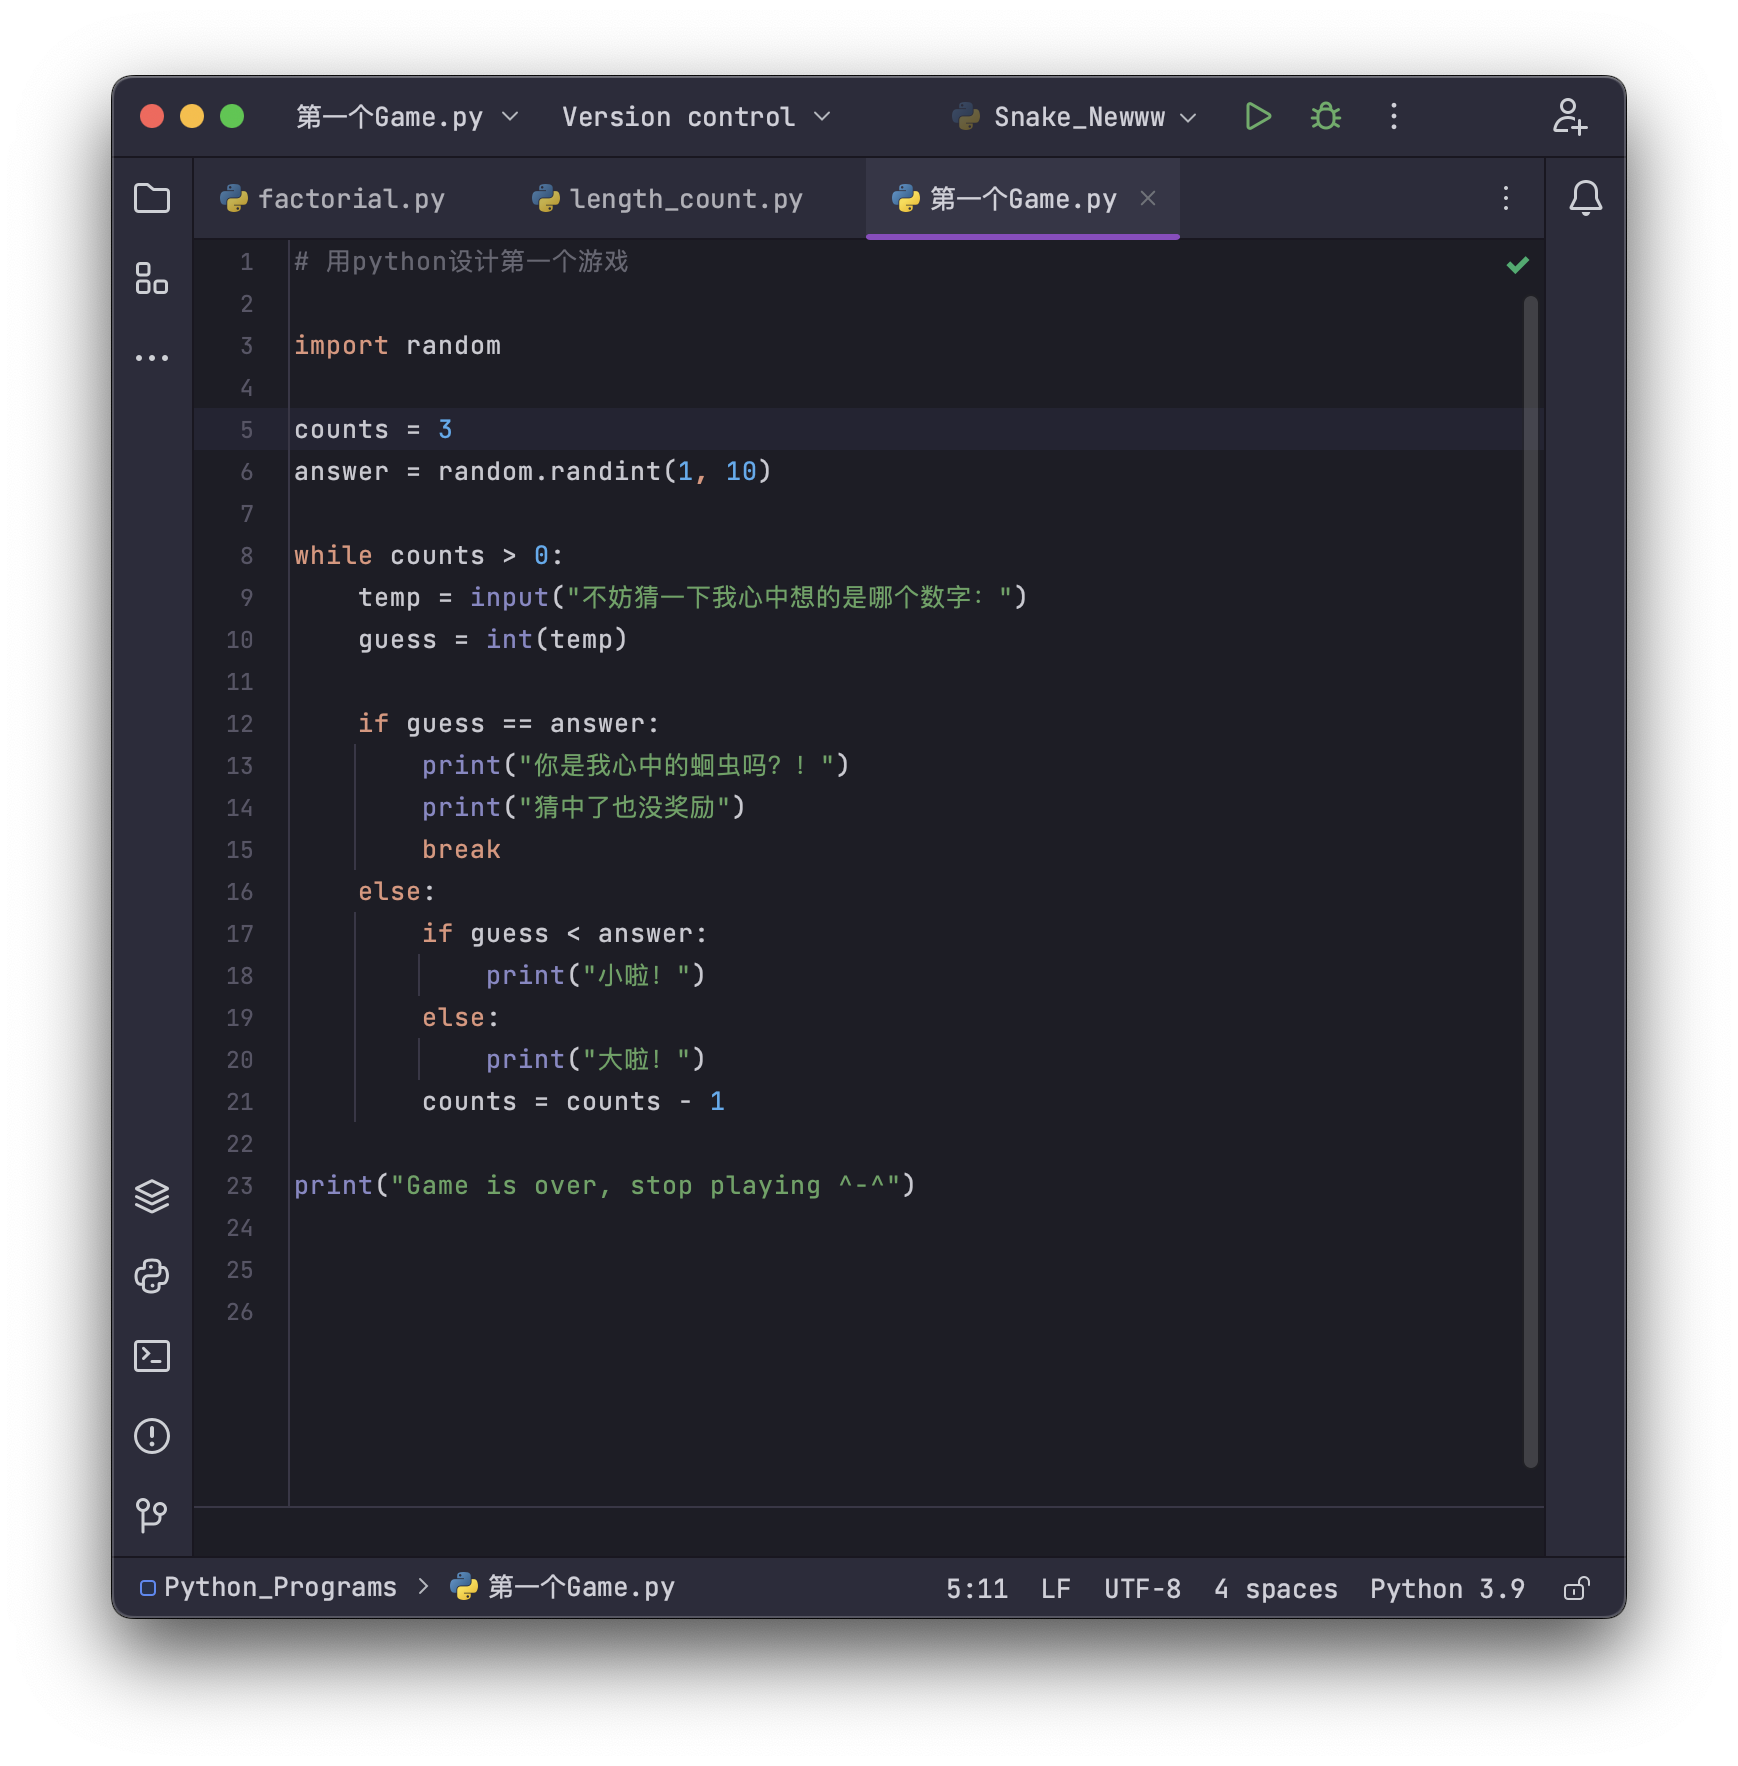 第一个Game.py Version control Snake_Newww
factorial.py length_count.py 第一个Game.py
1 # 用python设计第一个游戏
2
3 import random
4
5 counts = 3
6 answer = random.randint(1, 10)
7
8 while counts > 0:
9     temp = input("不妨猜一下我心中想的是哪个数字：")
10     guess = int(temp)
11
12     if guess == answer:
13         print("你是我心中的蛔虫吗？！")
14         print("猜中了也没奖励")
15         break
16     else:
17         if guess < answer:
18             print("小啦！")
19         else:
20             print("大啦！")
21         counts = counts - 1
22
23 print("Game is over, stop playing ^-^")
24
25
26
Python_Programs > 第一个Game.py 5:11 LF UTF-8 4 spaces Python 3.9